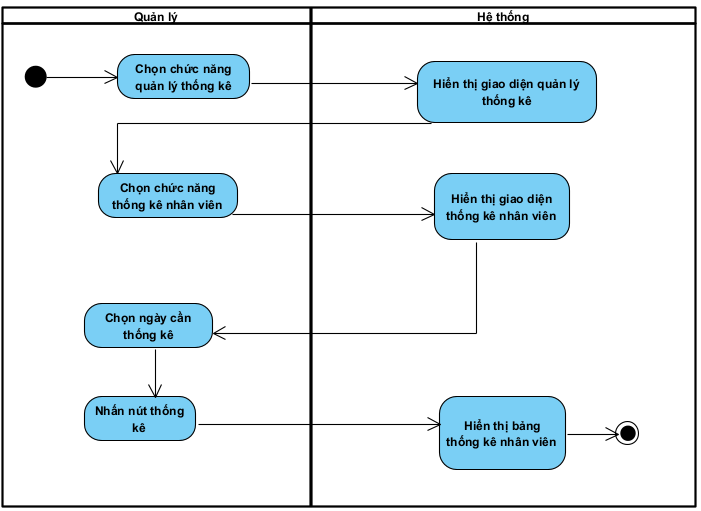 Quản lý
Hê thống
Chọn chức năng
quản lý thống kê
Hiển thị giao diện quản lý
thống kê
Chọn chức năng
thống kê nhân viên
Hiển thị giao diện
thống kê nhân viên
Chọn ngày cần
thống kê
Nhấn nút thống
kê
Hiển thị bảng
thống kê nhân viên